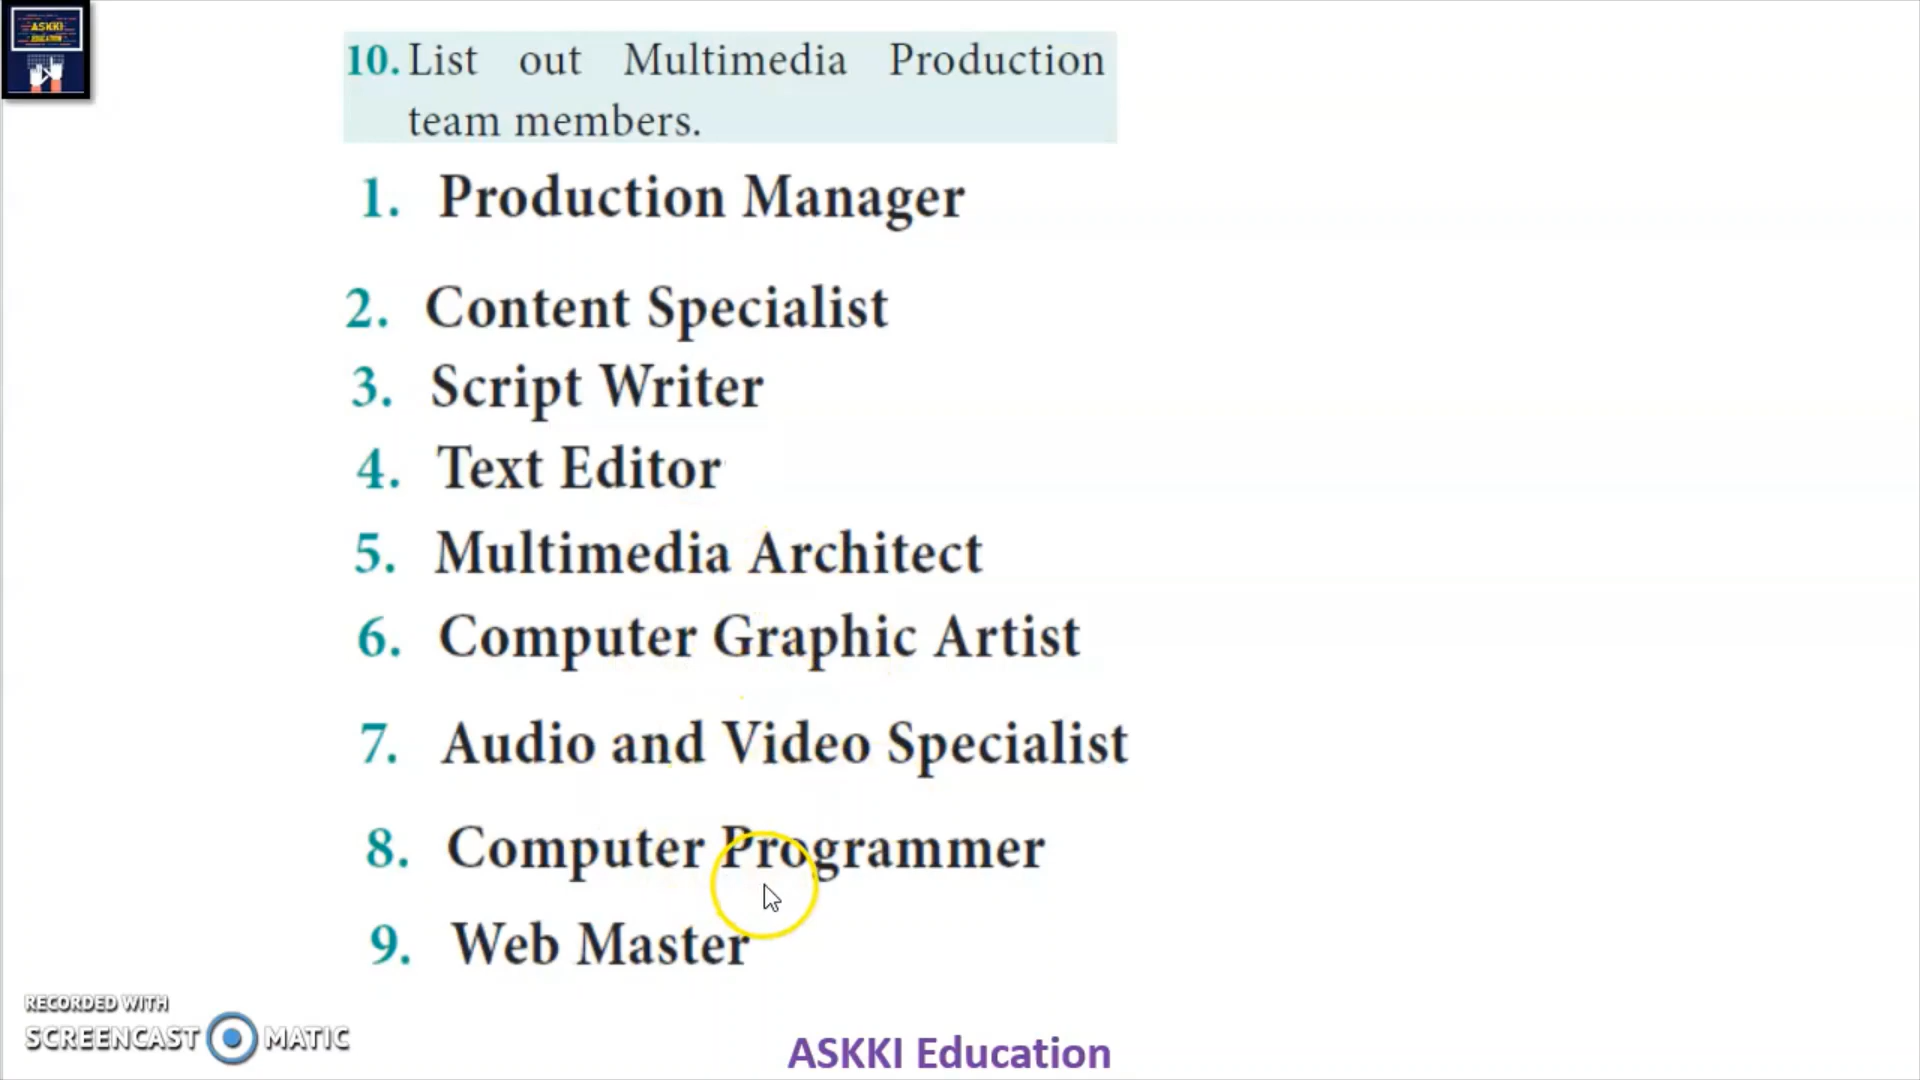 ASKKI
EDUCATION
10. List out Multimedia Production
team members.
1. Production Manager
2. Content Specialist
3. Script Writer
4. Text Editor
5. Multimedia Architect
6. Computer Graphic Artist
7. Audio and Video Specialist
8. Computer Programmer
9. Web Master
RECORDED WITH
SCREENCAST MATIC
ASKKI Education